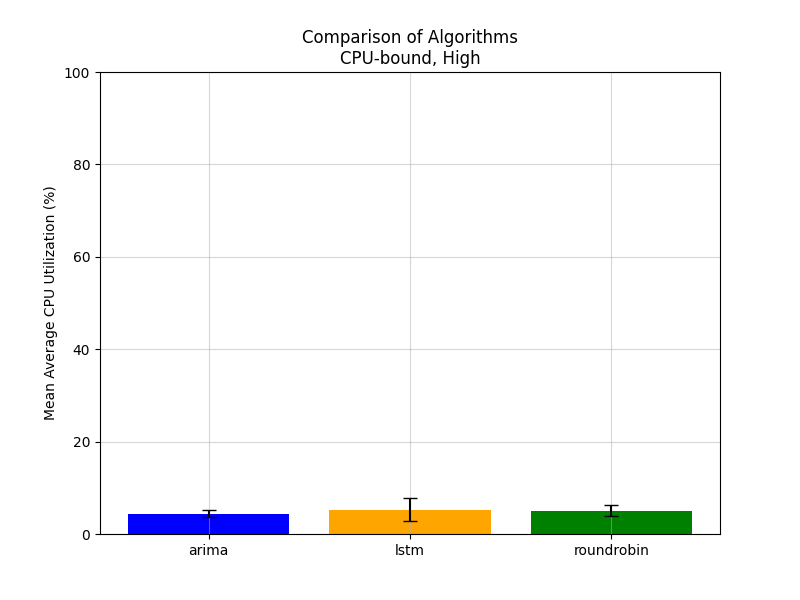 Comparison of Algorithms
CPU-bound, High
Mean Average CPU Utilization (%)
100
80
60
40
20
0
arima
lstm
roundrobin